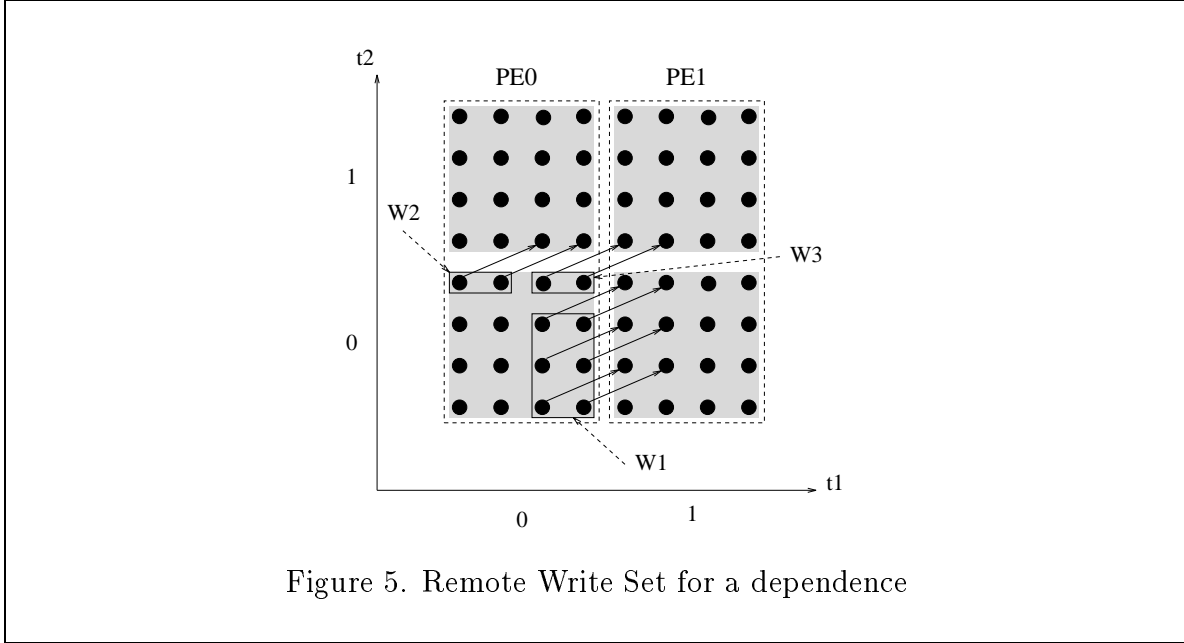 t2
PE0 PE1
1
W2
W3
0
W1
t1
0 1
Figure 5. Remote Write Set for a dependence